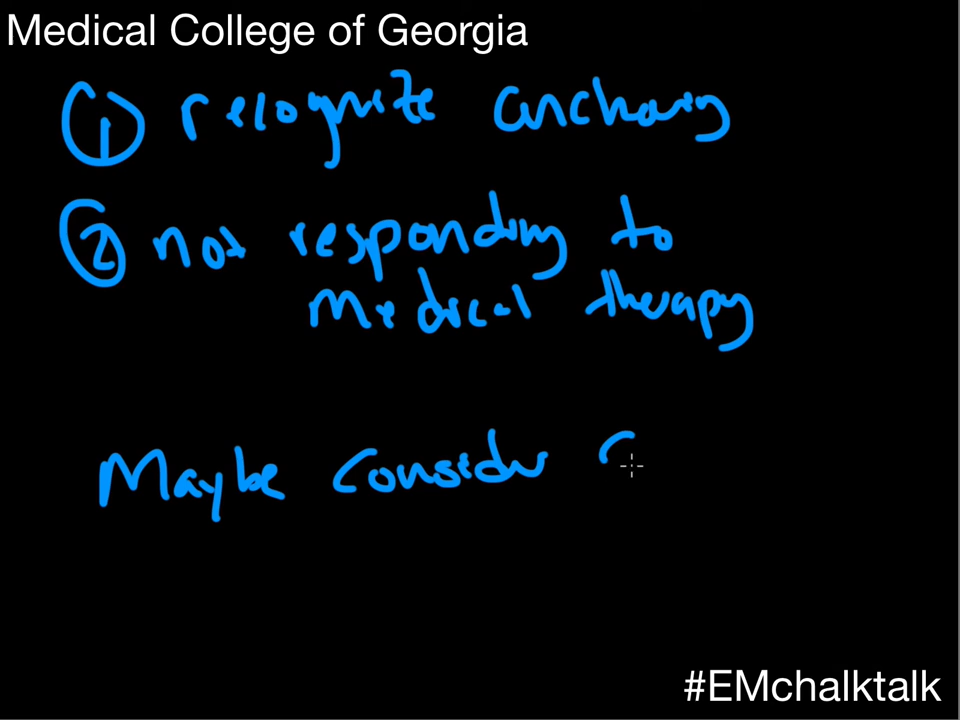 Medical College of Georgia
① recognize anchoring
② not responding to
medical therapy
Maybe consider
#EMchalktalk